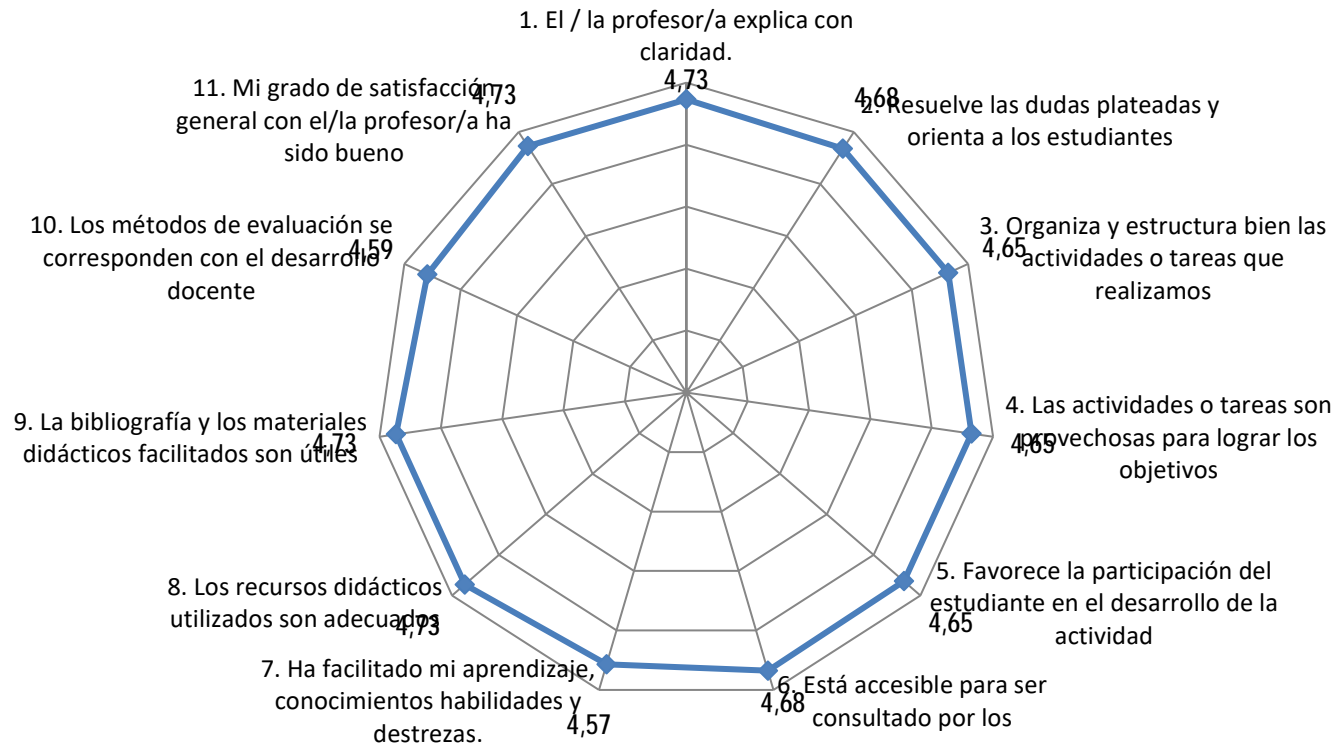 1. El / la profesor/a explica con
claridad.
4,73
4,68
2. Resuelve las dudas plateadas y
orienta a los estudiantes
3. Organiza y estructura bien las
4,65
actividades o tareas que
realizamos
4. Las actividades o tareas son
provechosas para lograr los
4,65
objetivos
5. Favorece la participación del
estudiante en el desarrollo de la
4,65
actividad
6. Está accesible para ser
4,68
consultado por los
7. Ha facilitado mi aprendizaje,
conocimientos habilidades y
4,57
destrezas.
8. Los recursos didácticos
utilizados son adecuados
4,73
9. La bibliografía y los materiales
didácticos facilitados son útiles
4,73
10. Los métodos de evaluación se
4,59
corresponden con el desarrollo
docente
11. Mi grado de satisfacción
4,73
general con el/la profesor/a ha
sido bueno